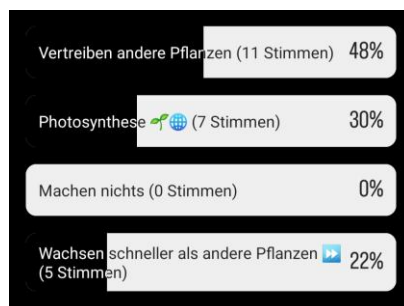 Vertreiben andere Pflanzen (11 Stimmen) 48%
Photosynthese 🌱🌐 (7 Stimmen) 30%
Machen nichts (0 Stimmen) 0%
Wachsen schneller als andere Pflanzen ⏩ 22%
(5 Stimmen)